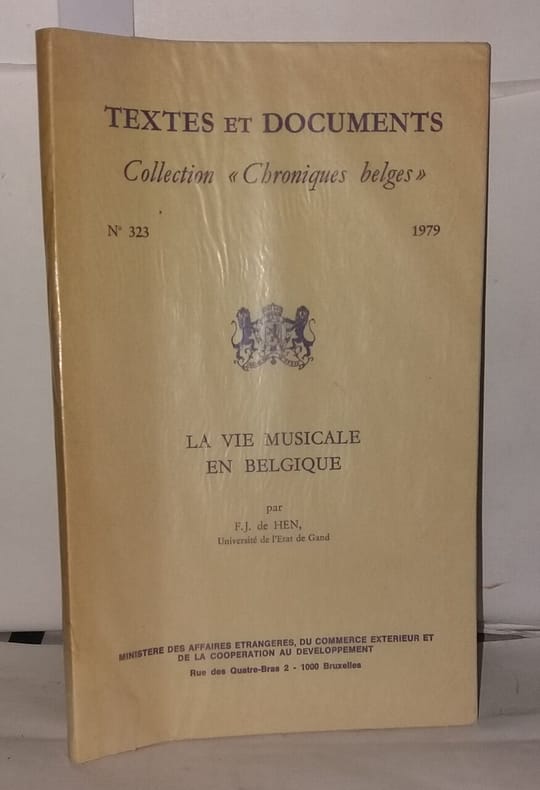 TEXTES ET DOCUMENTS
Collection « Chroniques belges »
N° 323 1979
LA VIE MUSICALE
EN BELGIQUE
par
F.J. de HEN,
Université de l'Etat de Gand
MINISTERE DES AFFAIRES ETRANGERES, DU COMMERCE EXTERIEUR ET
DE LA COOPERATION AU DEVELOPPEMENT
Rue des Quatre-Bras 2 - 1000 Bruxelles